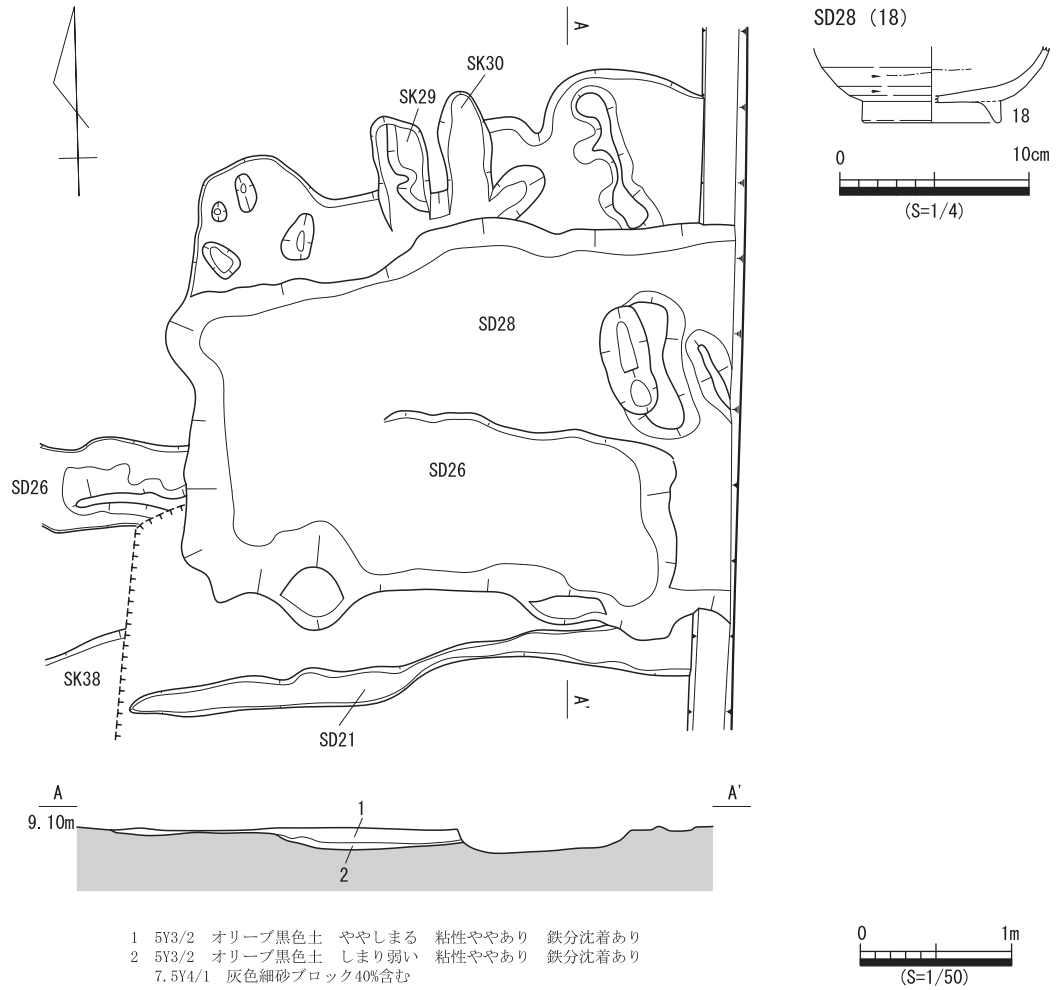 SD28 (18)
18
0 10cm
(S=1/4)
A
SK30
SK29
SD28
SD26
SD26
SK38
SD21
A'
A A'
9.10m
1
2
1 5Y3/2 オリーブ黒色土 ややしまる 粘性ややあり 鉄分沈着あり
2 5Y3/2 オリーブ黒色土 しまり弱い 粘性ややあり 鉄分沈着あり
7.5Y4/1 灰色細砂ブロック40%含む
0 1m
(S=1/50)